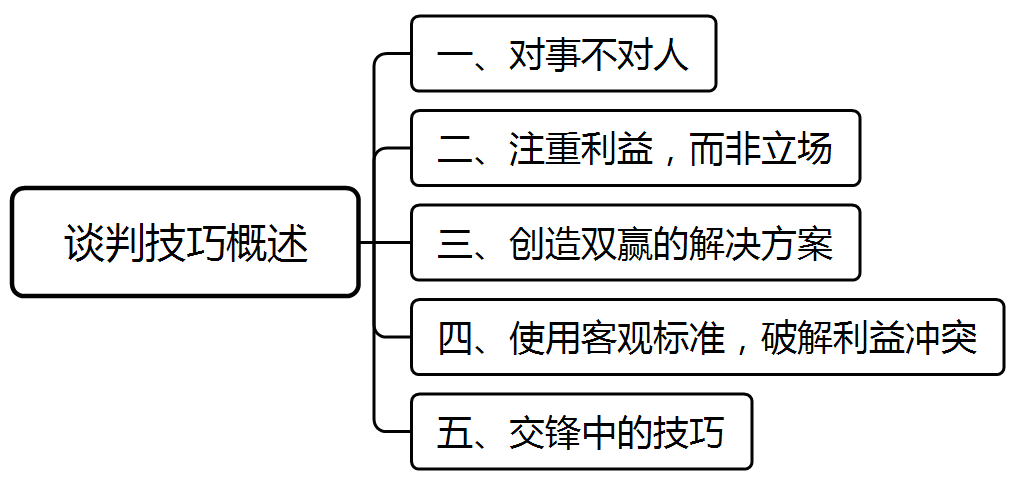 谈判技巧概述
一、对事不对人
二、注重利益，而非立场
三、创造双赢的解决方案
四、使用客观标准，破解利益冲突
五、交锋中的技巧